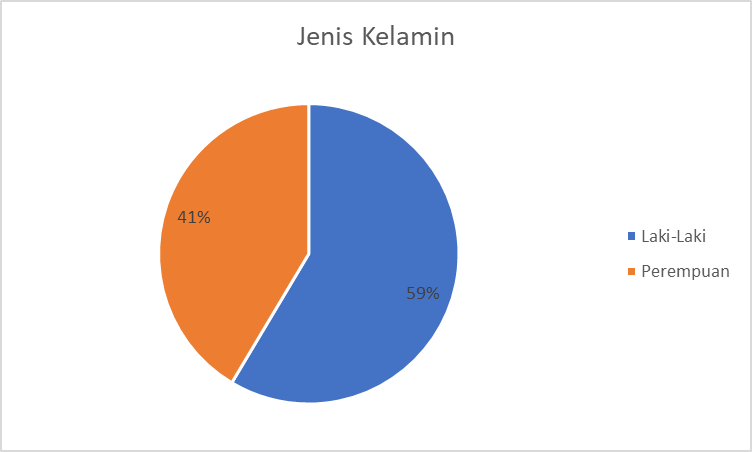 Jenis Kelamin
41%
59%
Laki-Laki
Perempuan